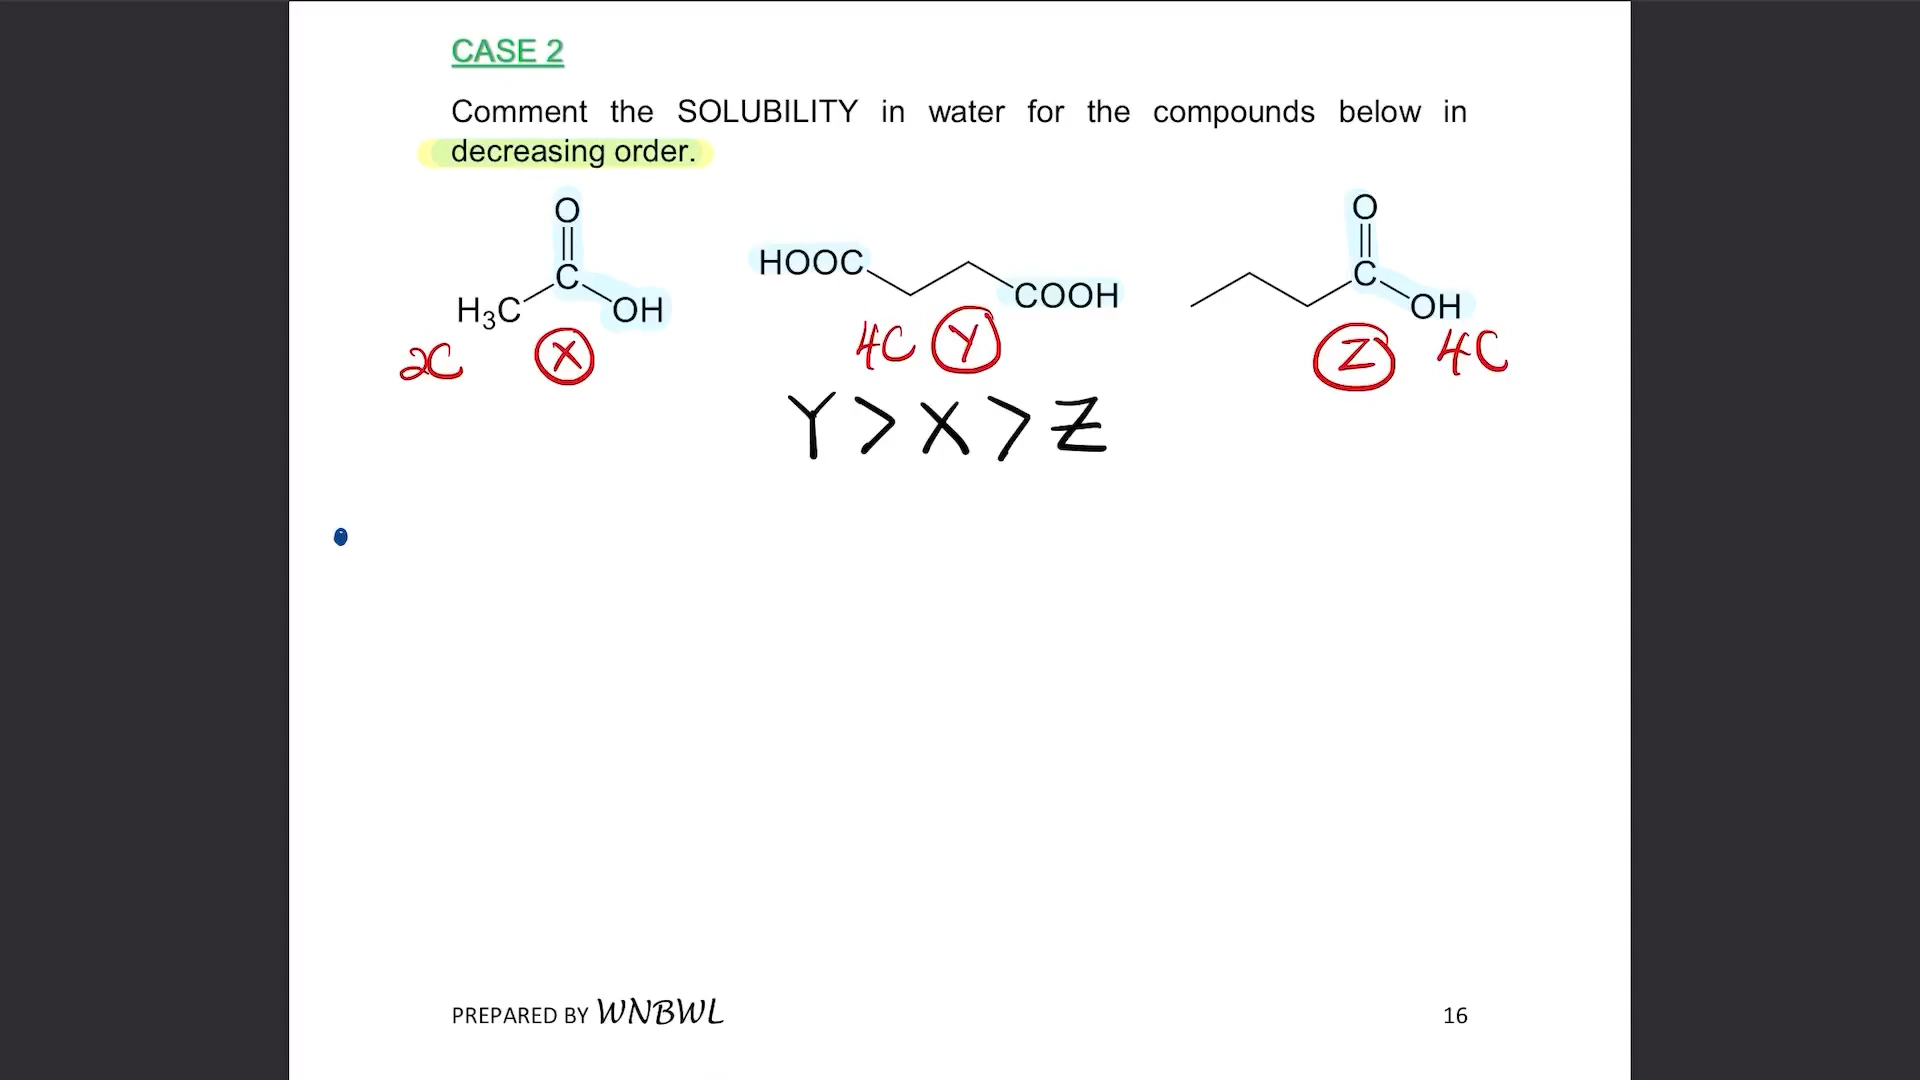 CASE 2
Comment the SOLUBILITY in water for the compounds below in
decreasing order.
O
C
H₃C
OH
HOOC
COOH
O
C
OH
2C
X
4C
Y
Z
4C
Y > X > Z
PREPARED BY WNBWL
16